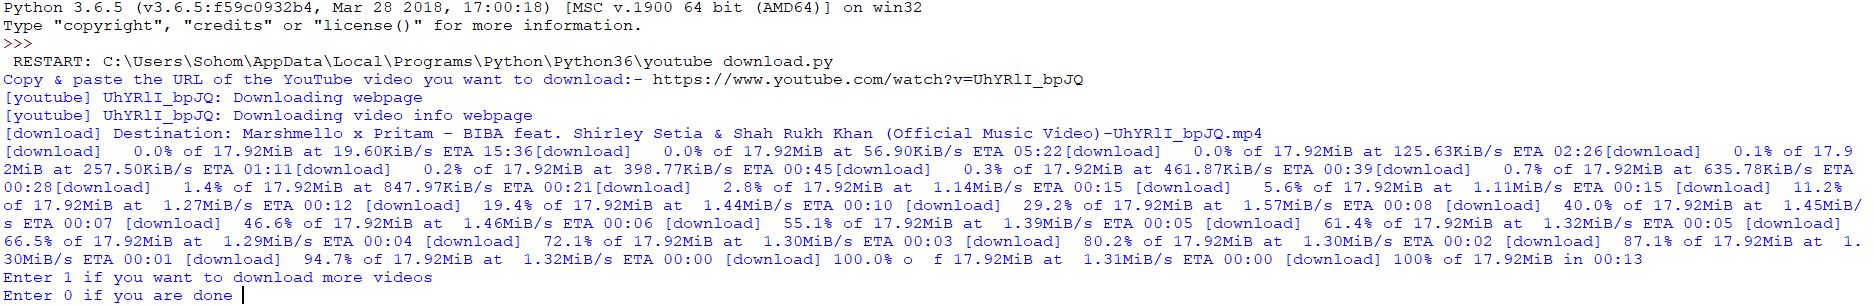 Python 3.6.5 (v3.6.5:f59c0932b4, Mar 28 2018, 17:00:18) [MSC v.1900 64 bit (AMD64)] on win32
Type "copyright", "credits" or "license()" for more information.
>>>
 RESTART: C:\Users\Sohom\AppData\Local\Programs\Python\Python36\youtube download.py
Copy & paste the URL of the YouTube video you want to download:- https://www.youtube.com/watch?v=UhYRlI_bpJQ
[youtube] UhYRlI_bpJQ: Downloading webpage
[youtube] UhYRlI_bpJQ: Downloading video info webpage
[download] Destination: Marshmello x Pritam - BIBA feat. Shirley Setia & Shah Rukh Khan (Official Music Video)-UhYRlI_bpJQ.mp4
[download]   0.0% of 17.92MiB at 19.60KiB/s ETA 15:36[download]   0.0% of 17.92MiB at 56.90KiB/s ETA 05:22[download]   0.0% of 17.92MiB at 125.63KiB/s ETA 02:26[download]   0.1% of 17.9
2MiB at 257.50KiB/s ETA 01:11[download]   0.2% of 17.92MiB at 398.77KiB/s ETA 00:45[download]   0.3% of 17.92MiB at 461.87KiB/s ETA 00:39[download]   0.7% of 17.92MiB at 635.78KiB/s ETA
00:28[download]   1.4% of 17.92MiB at 847.97KiB/s ETA 00:21[download]   2.8% of 17.92MiB at  1.14MiB/s ETA 00:15 [download]   5.6% of 17.92MiB at  1.11MiB/s ETA 00:15 [download]  11.2%
of 17.92MiB at  1.27MiB/s ETA 00:12 [download]  19.4% of 17.92MiB at  1.44MiB/s ETA 00:10 [download]  29.2% of 17.92MiB at  1.57MiB/s ETA 00:08 [download]  40.0% of 17.92MiB at  1.45MiB/
s ETA 00:07 [download]  46.6% of 17.92MiB at  1.46MiB/s ETA 00:06 [download]  55.1% of 17.92MiB at  1.39MiB/s ETA 00:05 [download]  61.4% of 17.92MiB at  1.32MiB/s ETA 00:05 [download]
66.5% of 17.92MiB at  1.29MiB/s ETA 00:04 [download]  72.1% of 17.92MiB at  1.30MiB/s ETA 00:03 [download]  80.2% of 17.92MiB at  1.30MiB/s ETA 00:02 [download]  87.1% of 17.92MiB at  1.
30MiB/s ETA 00:01 [download]  94.7% of 17.92MiB at  1.32MiB/s ETA 00:00 [download] 100.0% o  f 17.92MiB at  1.31MiB/s ETA 00:00 [download] 100% of 17.92MiB in 00:13
Enter 1 if you want to download more videos
Enter 0 if you are done